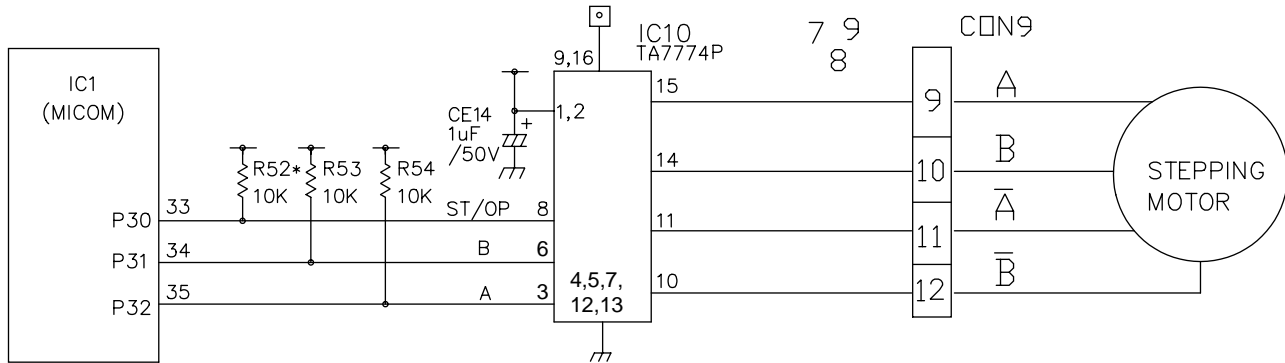 IC1
(MICOM)
P30
P31
P32
33
34
35
R52*
10K
R53
10K
R54
10K
CE14
1uF
/50V
+
ST/OP
B
A
9,16
1,2
8
6
3
4,5,7,
12,13
IC10
TA7774P
15
14
11
10
7 9
8
CON9
9
10
11
12
A
B
A̅
B̅
STEPPING
MOTOR